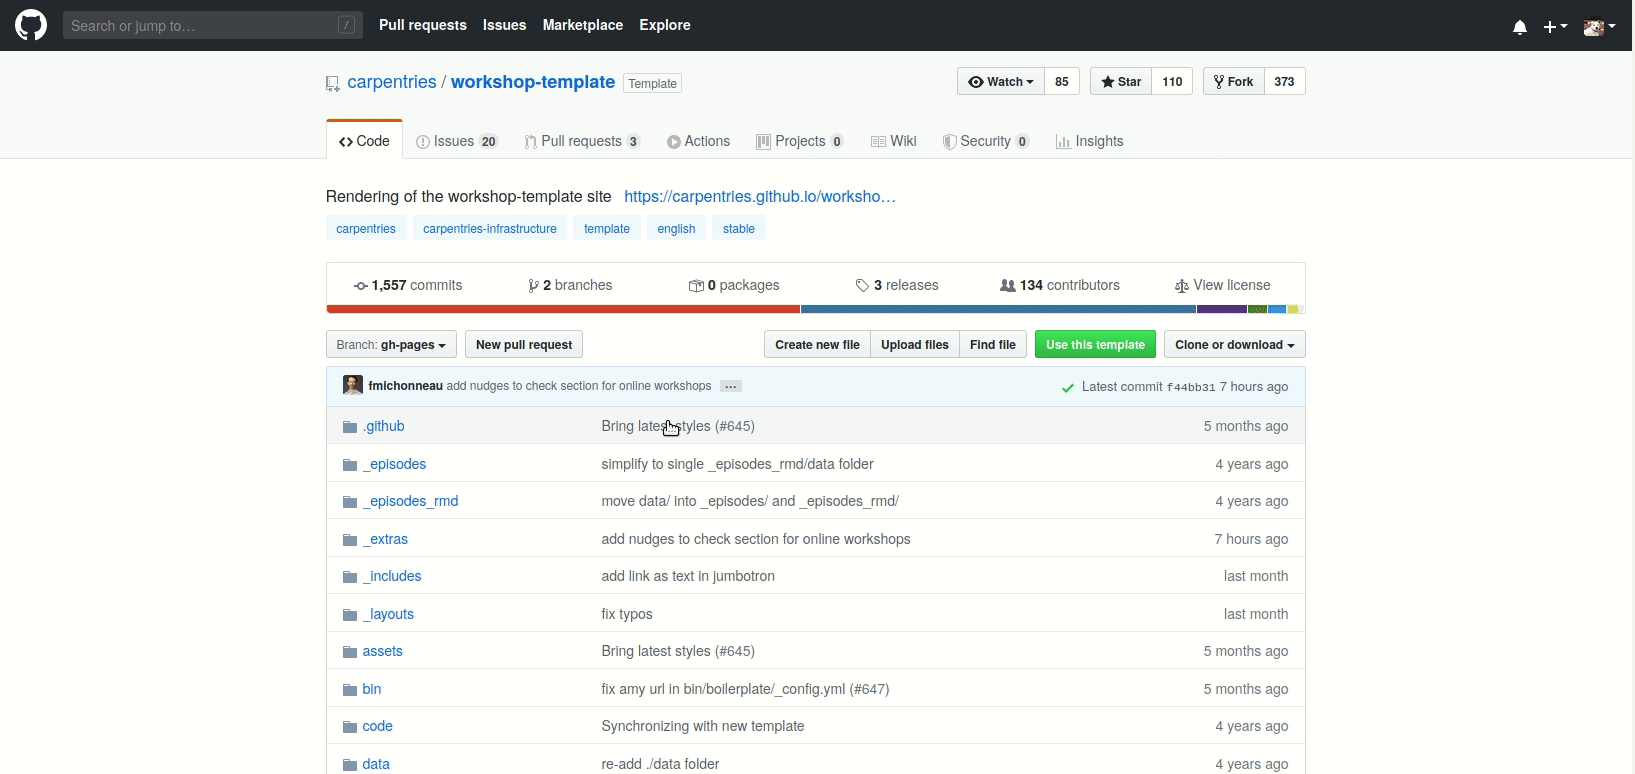 Search or jump to… / Pull requests Issues Marketplace Explore
carpentries / workshop-template Template Watch 85 Star 110 Fork 373
Code Issues 20 Pull requests 3 Actions Projects 0 Wiki Security 0 Insights
Rendering of the workshop-template site https://carpentries.github.io/worksho…
carpentries carpentries-infrastructure template english stable
1,557 commits 2 branches 0 packages 3 releases 134 contributors View license
Branch: gh-pages New pull request Create new file Upload files Find file Use this template Clone or download
fmichonneau add nudges to check section for online workshops … Latest commit f44bb31 7 hours ago
.github Bring latest styles (#645) 5 months ago
_episodes simplify to single _episodes_rmd/data folder 4 years ago
_episodes_rmd move data/ into _episodes/ and _episodes_rmd/ 4 years ago
_extras add nudges to check section for online workshops 7 hours ago
_includes add link as text in jumbotron last month
_layouts fix typos last month
assets Bring latest styles (#645) 5 months ago
bin fix amy url in bin/boilerplate/_config.yml (#647) 5 months ago
code Synchronizing with new template 4 years ago
data re-add ./data folder 4 years ago